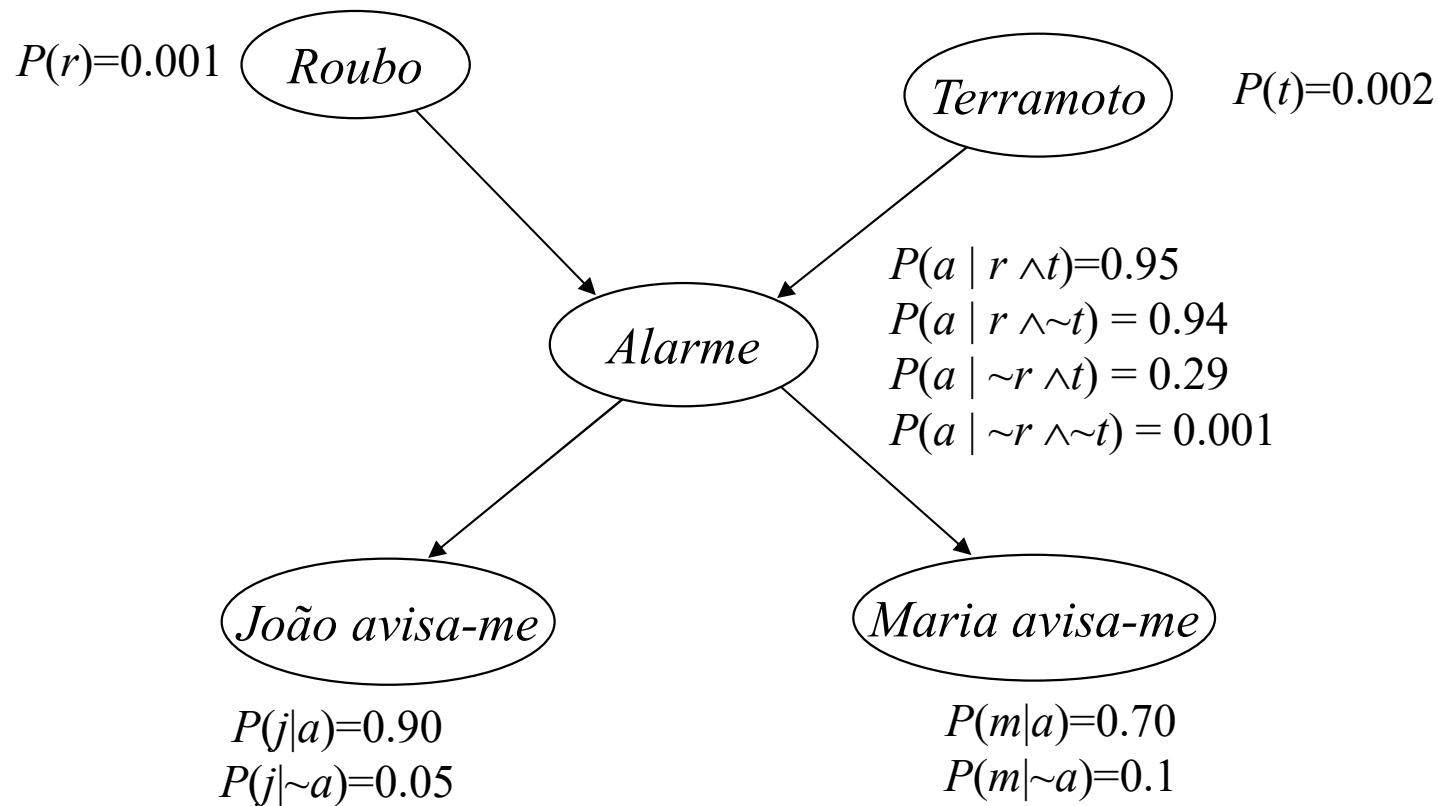 P(r)=0.001
Roubo
Terramoto
P(t)=0.002
P(a | r ∧t)=0.95
P(a | r ∧~t) = 0.94
P(a | ~r ∧t) = 0.29
P(a | ~r ∧~t) = 0.001
Alarme
João avisa-me
Maria avisa-me
P(j|a)=0.90
P(j|~a)=0.05
P(m|a)=0.70
P(m|~a)=0.1